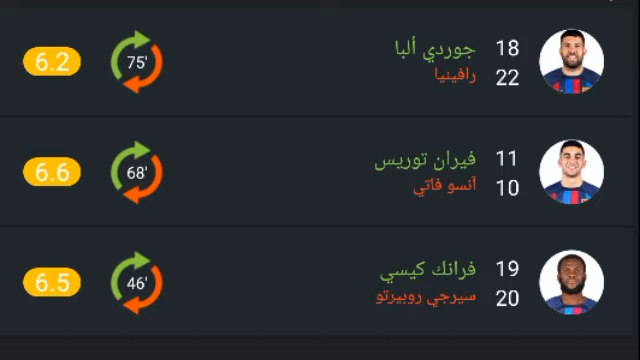 18 جوردي ألبا
22 رافينيا
75'
6.2
11 فيران توريس
10 آنسو فاتي
68'
6.6
19 فرانك كيسي
20 سيرجي روبيرتو
46'
6.5